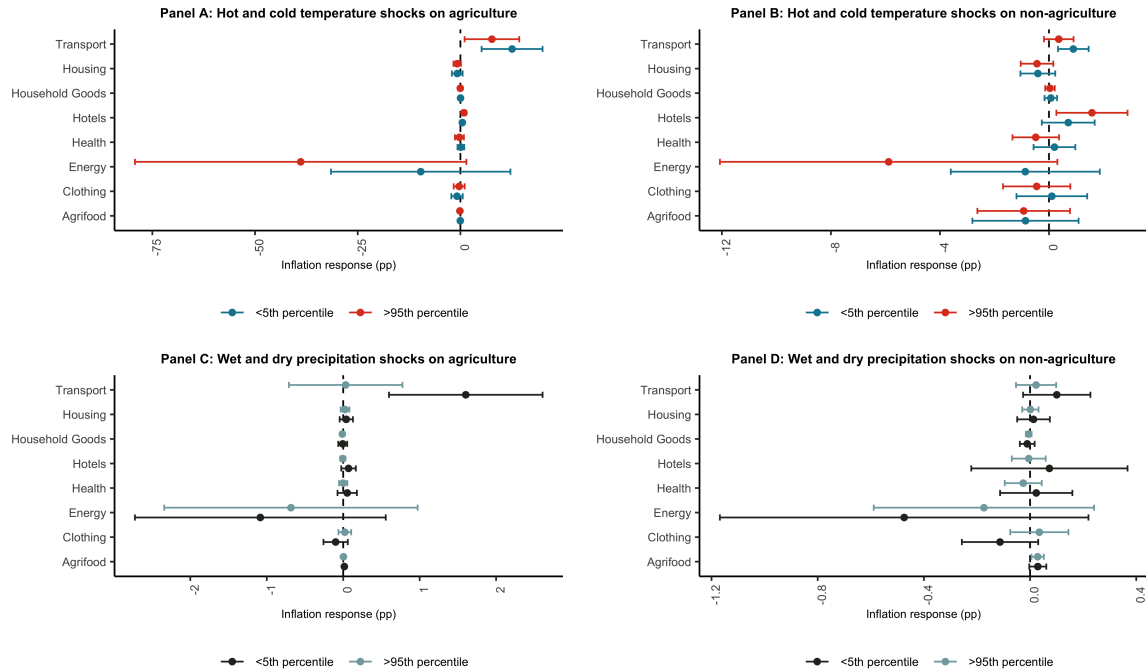 Panel A: Hot and cold temperature shocks on agriculture
Transport
Housing
Household Goods
Hotels
Health
Energy
Clothing
Agrifood
-75
-50
-25
0
Inflation response (pp)
<5th percentile >95th percentile
Panel B: Hot and cold temperature shocks on non-agriculture
Transport
Housing
Household Goods
Hotels
Health
Energy
Clothing
Agrifood
-12
-8
-4
0
Inflation response (pp)
<5th percentile >95th percentile
Panel C: Wet and dry precipitation shocks on agriculture
Transport
Housing
Household Goods
Hotels
Health
Energy
Clothing
Agrifood
-2
-1
0
1
2
Inflation response (pp)
<5th percentile >95th percentile
Panel D: Wet and dry precipitation shocks on non-agriculture
Transport
Housing
Household Goods
Hotels
Health
Energy
Clothing
Agrifood
-1.2
-0.8
-0.4
0.0
0.4
Inflation response (pp)
<5th percentile >95th percentile